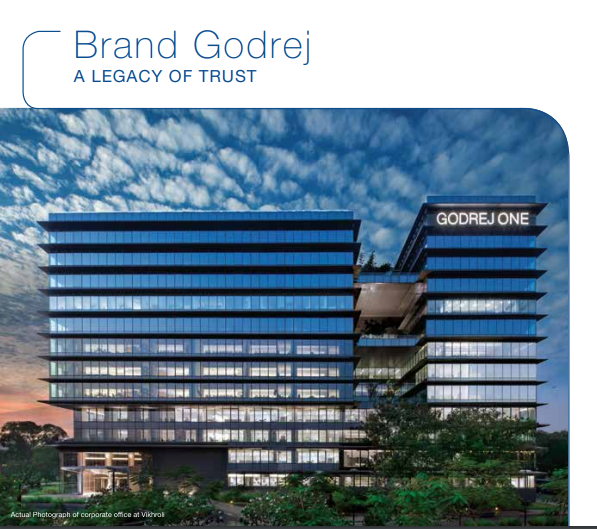 Brand Godrej
A LEGACY OF TRUST
GODREJ ONE
Actual Photograph of corporate office at Vikhroli